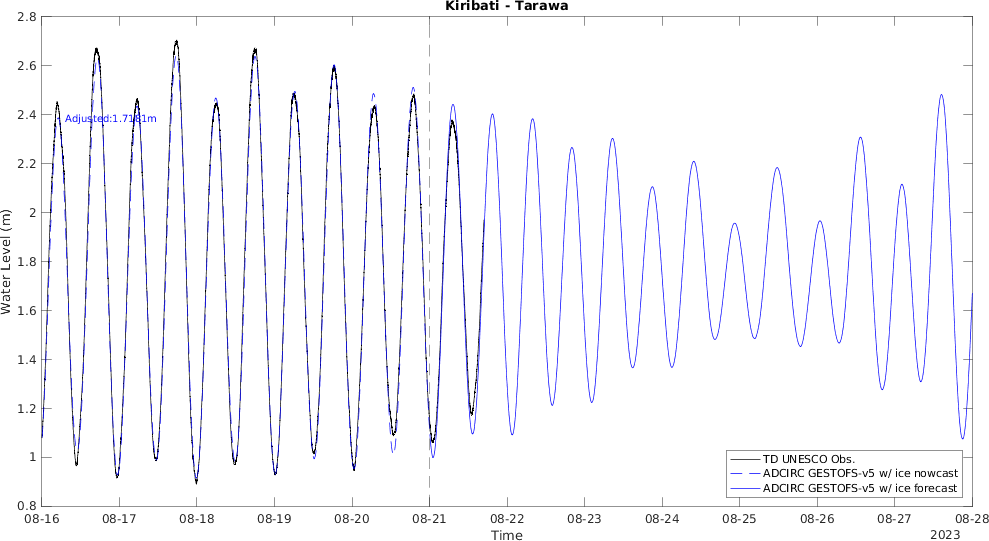 Kiribati - Tarawa
2.8
2.6
2.4
2.2
2
1.8
1.6
1.4
1.2
1
0.8
Water Level (m)
Adjusted:1.7181m
TD UNESCO Obs.
ADCIRC GESTOFS-v5 w/ ice nowcast
ADCIRC GESTOFS-v5 w/ ice forecast
08-16 08-17 08-18 08-19 08-20 08-21 08-22 08-23 08-24 08-25 08-26 08-27 08-28
Time
2023